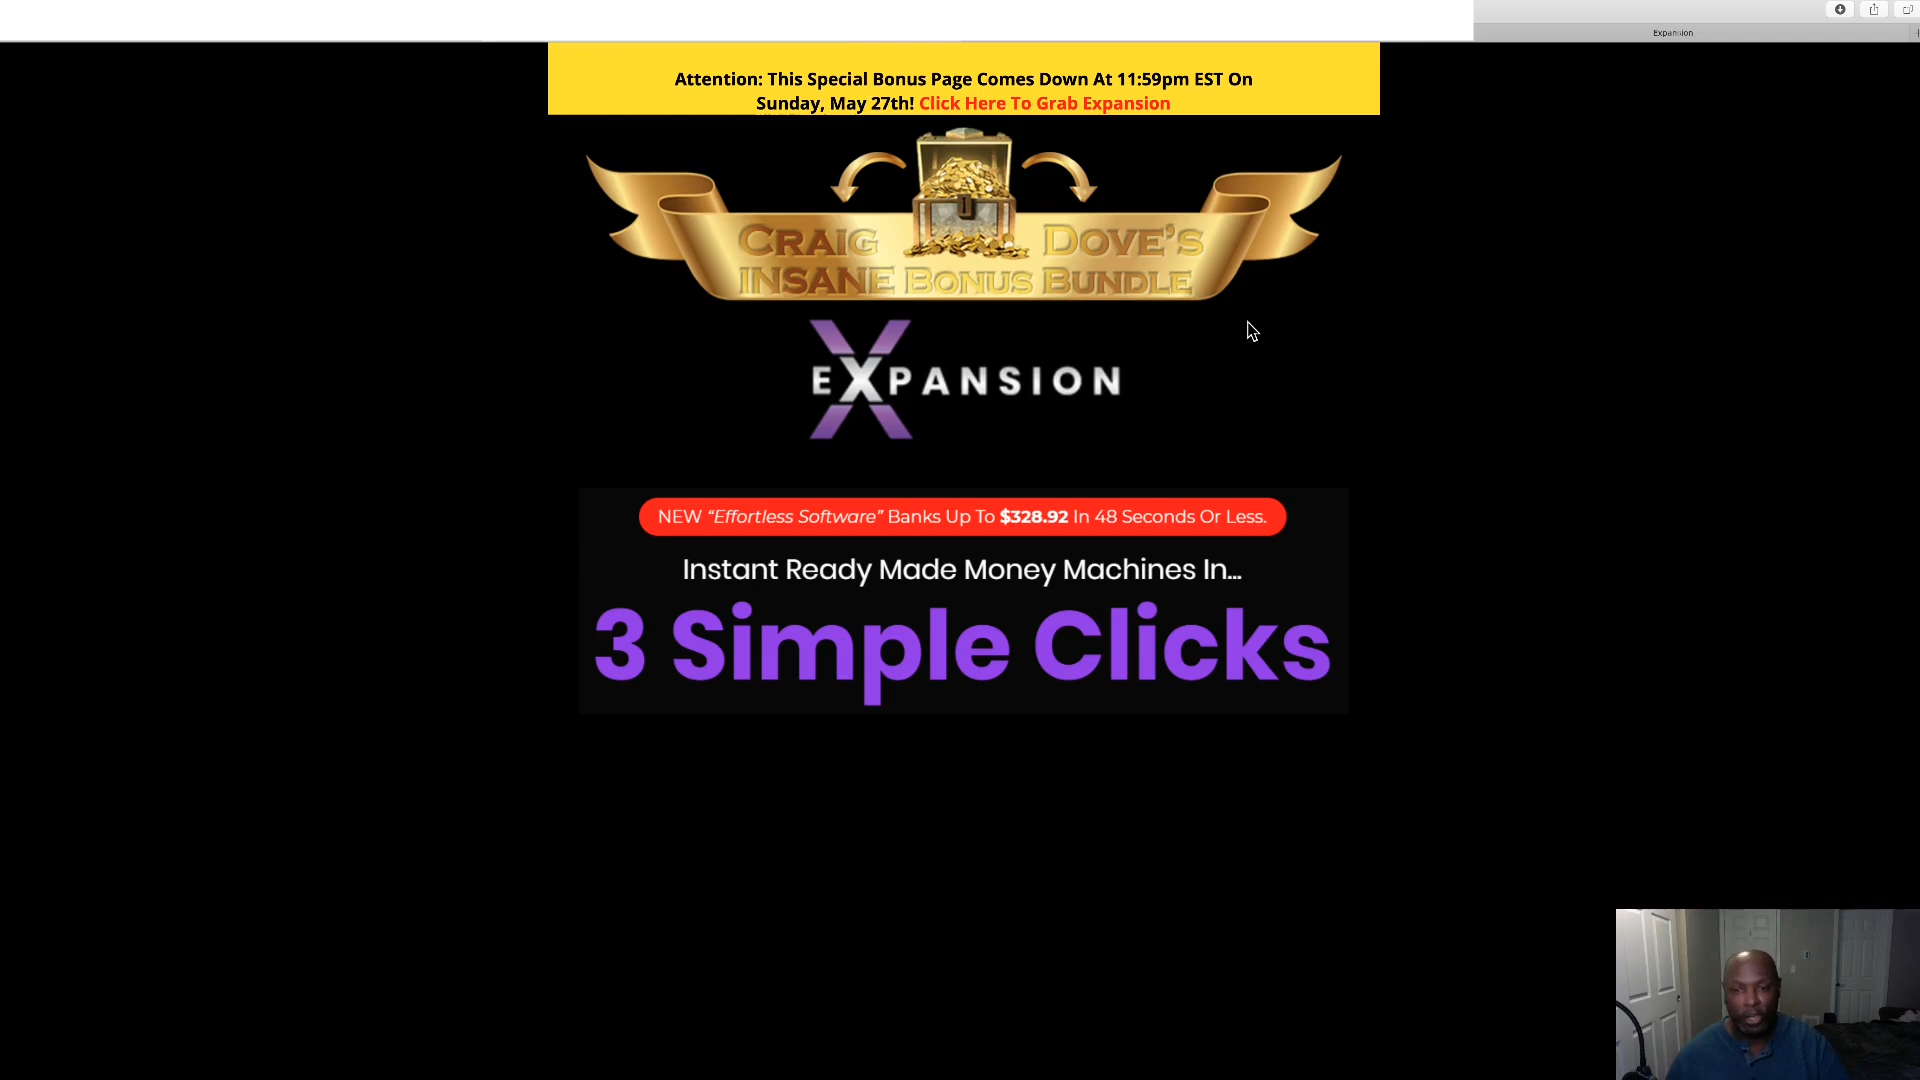 Expansion
Attention: This Special Bonus Page Comes Down At 11:59pm EST On
Sunday, May 27th! Click Here To Grab Expansion
CRAIG DOVE'S
INSANE BONUS BUNDLE
EXPANSION
NEW “Effortless Software” Banks Up To $328.92 In 48 Seconds Or Less.
Instant Ready Made Money Machines In...
3 Simple Clicks